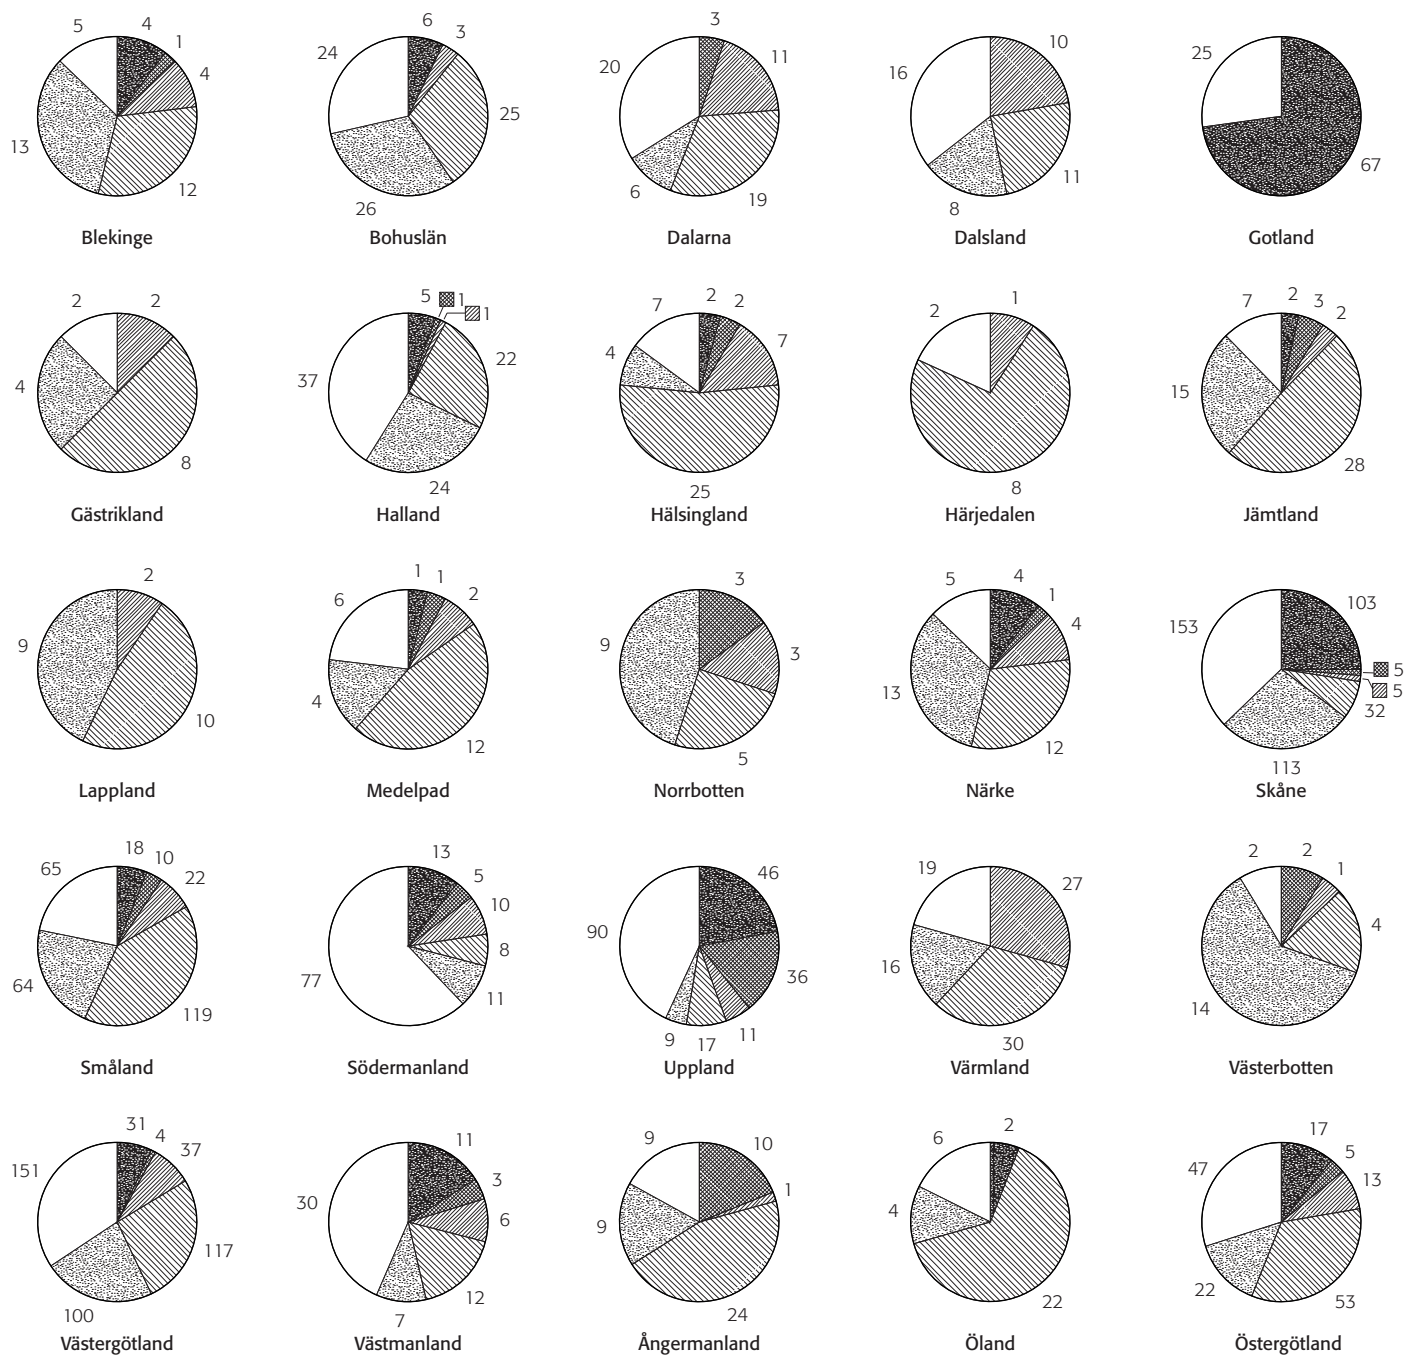 5 4 1 4 12 13
Blekinge
24 6 3 25 26
Bohuslän
20 3 11 19 6
Dalarna
16 10 11 8
Dalsland
25 67
Gotland
2 2 8 4
Gästrikland
5 1 1 22 24 37
Halland
7 2 2 7 25 4
Hälsingland
2 1 8
Härjedalen
7 2 3 2 28 15
Jämtland
2 10 9
Lappland
6 1 1 2 12 4
Medelpad
3 3 5 9
Norrbotten
5 4 1 4 12 13
Närke
153 103 5 5 32 113
Skåne
65 18 10 22 119 64
Småland
13 5 10 8 11 77
Södermanland
46 36 11 17 9 90
Uppland
19 27 30 16
Värmland
2 2 1 4 14
Västerbotten
31 4 37 117 100 151
Västergötland
11 3 6 12 7 30
Västmanland
9 10 1 24 9
Ångermanland
6 2 22 4
Öland
17 5 13 53 22 47
Östergötland